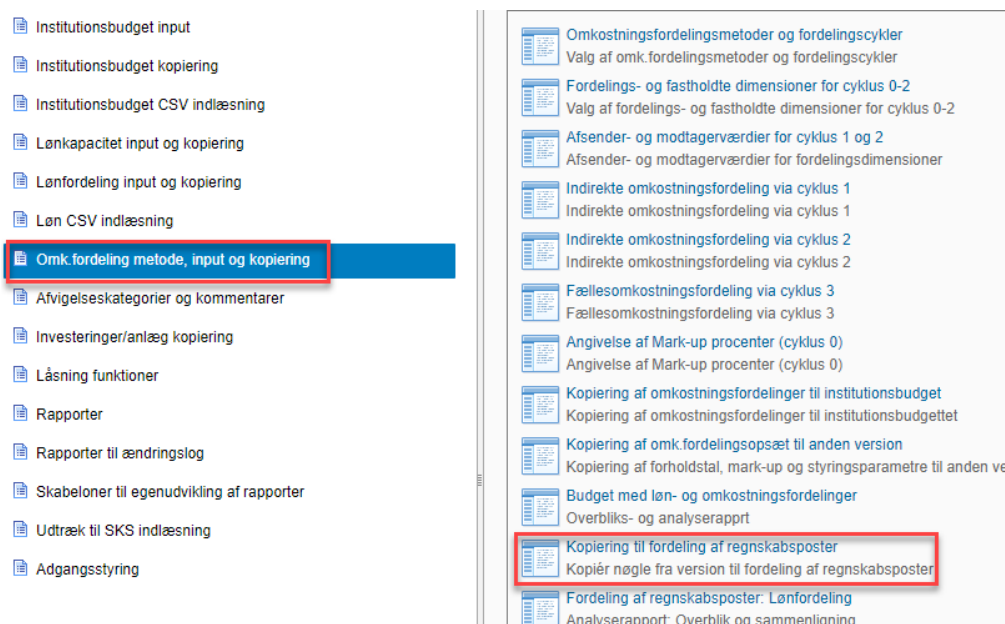 Institutionsbudget input
Institutionsbudget kopiering
Institutionsbudget CSV indlæsning
Lønkapacitet input og kopiering
Lønfordeling input og kopiering
Løn CSV indlæsning
Omk.fordeling metode, input og kopiering
Afvigelseskategorier og kommentarer
Investeringer/anlæg kopiering
Låsning funktioner
Rapporter
Rapporter til ændringslog
Skabeloner til egenudvikling af rapporter
Udtræk til SKS indlæsning
Adgangsstyring
Omkostningsfordelingsmetoder og fordelingscykler
Valg af omk.fordelingsmetoder og fordelingscykler
Fordelings- og fastholdte dimensioner for cyklus 0-2
Valg af fordelings- og fastholdte dimensioner for cyklus 0-2
Afsender- og modtagerværdier for cyklus 1 og 2
Afsender- og modtagerværdier for fordelingsdimensioner
Indirekte omkostningsfordeling via cyklus 1
Indirekte omkostningsfordeling via cyklus 1
Indirekte omkostningsfordeling via cyklus 2
Indirekte omkostningsfordeling via cyklus 2
Fællesomkostningsfordeling via cyklus 3
Fællesomkostningsfordeling via cyklus 3
Angivelse af Mark-up procenter (cyklus 0)
Angivelse af Mark-up procenter (cyklus 0)
Kopiering af omkostningsfordelinger til institutionsbudget
Kopiering af omkostningsfordelinger til institutionsbudgettet
Kopiering af omk.fordelingsopsæt til anden version
Kopiering af forholdstal, mark-up og styringsparametre til anden ve
Budget med løn- og omkostningsfordelinger
Overbliks- og analyserapprt
Kopiering til fordeling af regnskabsposter
Kopiér nøgle fra version til fordeling af regnskabsposter
Fordeling af regnskabsposter: Lønfordeling
Analyserapport: Overblik og sammenligning